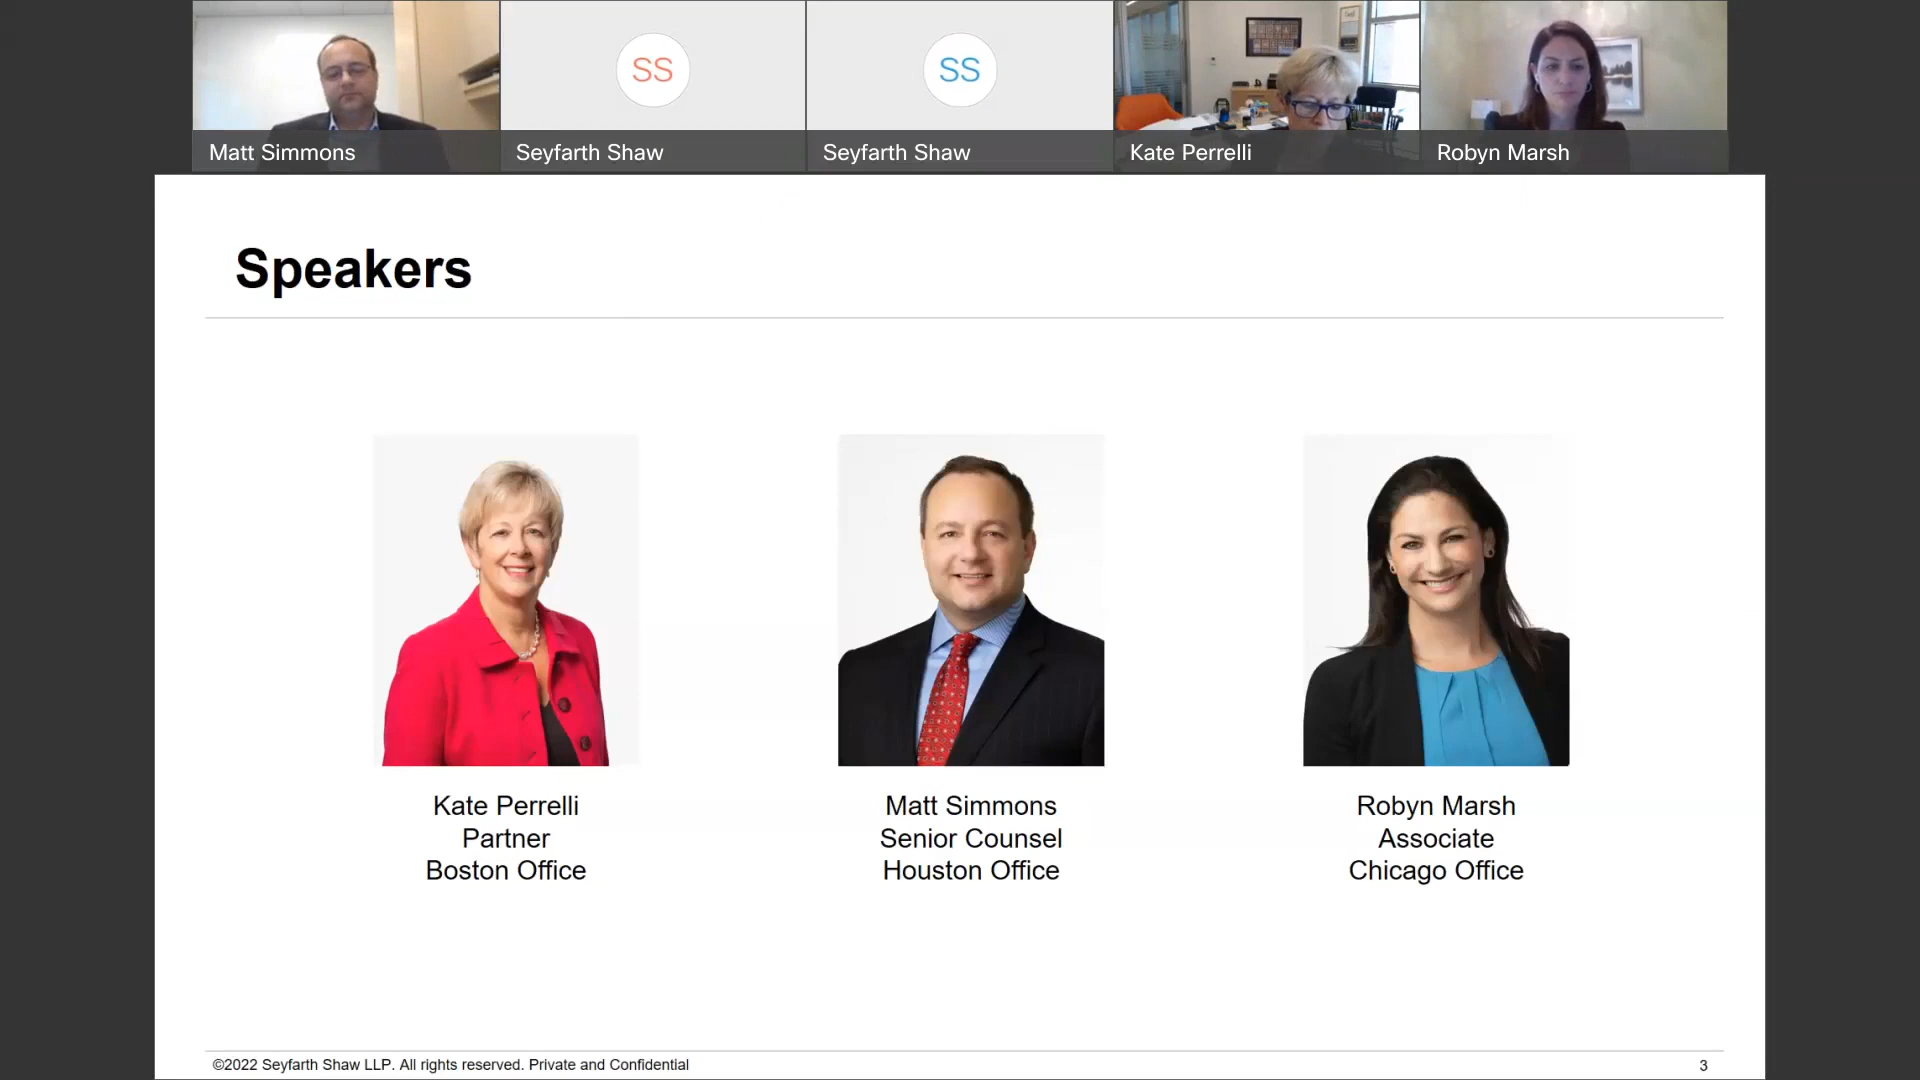 SS
SS
Matt Simmons
Seyfarth Shaw
Seyfarth Shaw
Kate Perrelli
Robyn Marsh
Speakers
Kate Perrelli
Partner
Boston Office
Matt Simmons
Senior Counsel
Houston Office
Robyn Marsh
Associate
Chicago Office
©2022 Seyfarth Shaw LLP. All rights reserved. Private and Confidential
3